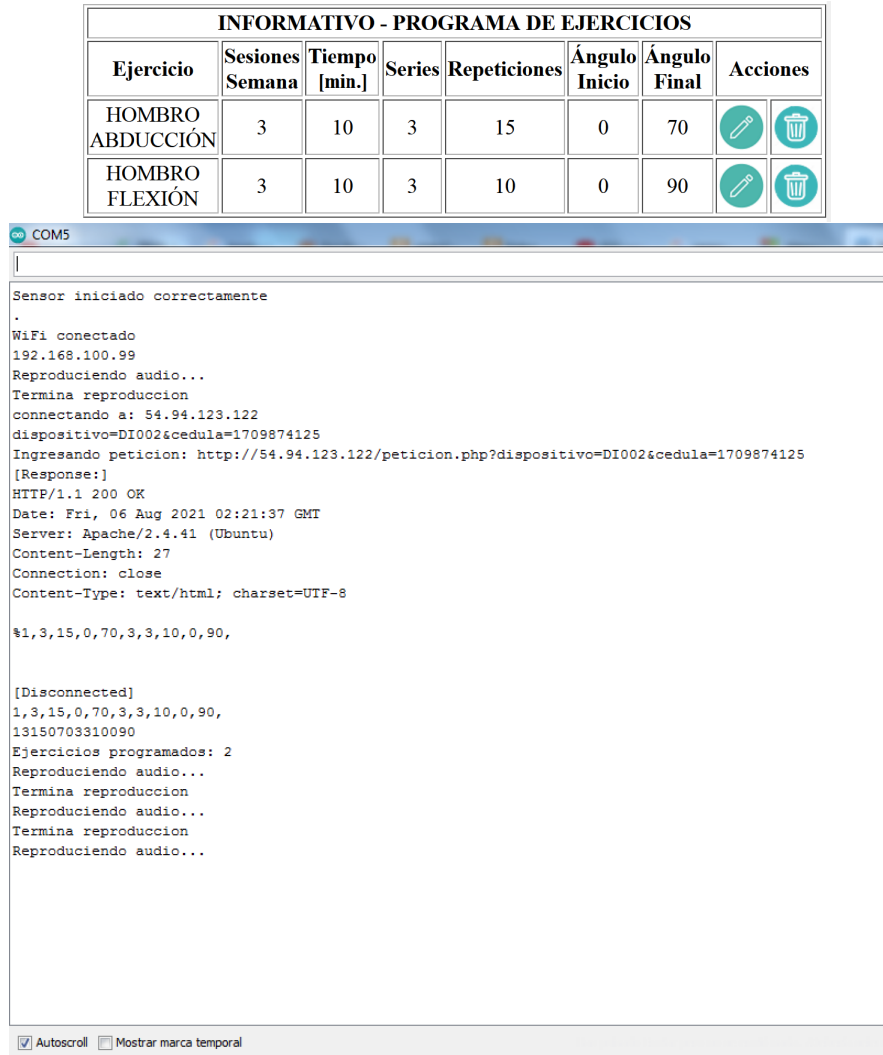 INFORMATIVO - PROGRAMA DE EJERCICIOS
Ejercicio Sesiones Semana Tiempo [min.] Series Repeticiones Ángulo Inicio Ángulo Final Acciones
HOMBRO ABDUCCIÓN 3 10 3 15 0 70
HOMBRO FLEXIÓN 3 10 3 10 0 90
COM5
Sensor iniciado correctamente
.
WiFi conectado
192.168.100.99
Reproduciendo audio...
Termina reproduccion
connectando a: 54.94.123.122
dispositivo=DI002&cedula=1709874125
Ingresando peticion: http://54.94.123.122/peticion.php?dispositivo=DI002&cedula=1709874125
[Response:]
HTTP/1.1 200 OK
Date: Fri, 06 Aug 2021 02:21:37 GMT
Server: Apache/2.4.41 (Ubuntu)
Content-Length: 27
Connection: close
Content-Type: text/html; charset=UTF-8
%1,3,15,0,70,3,3,10,0,90,
[Disconnected]
1,3,15,0,70,3,3,10,0,90,
13150703310090
Ejercicios programados: 2
Reproduciendo audio...
Termina reproduccion
Reproduciendo audio...
Termina reproduccion
Reproduciendo audio...
Autoscroll Mostrar marca temporal